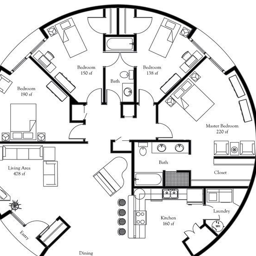 Bedroom
150 sf
Bedroom
138 sf
Bath
Bedroom
180 sf
Master Bedroom
220 sf
Living Area
478 sf
Bath
Closet
Kitchen
160 sf
Laundry
Entry
Dining